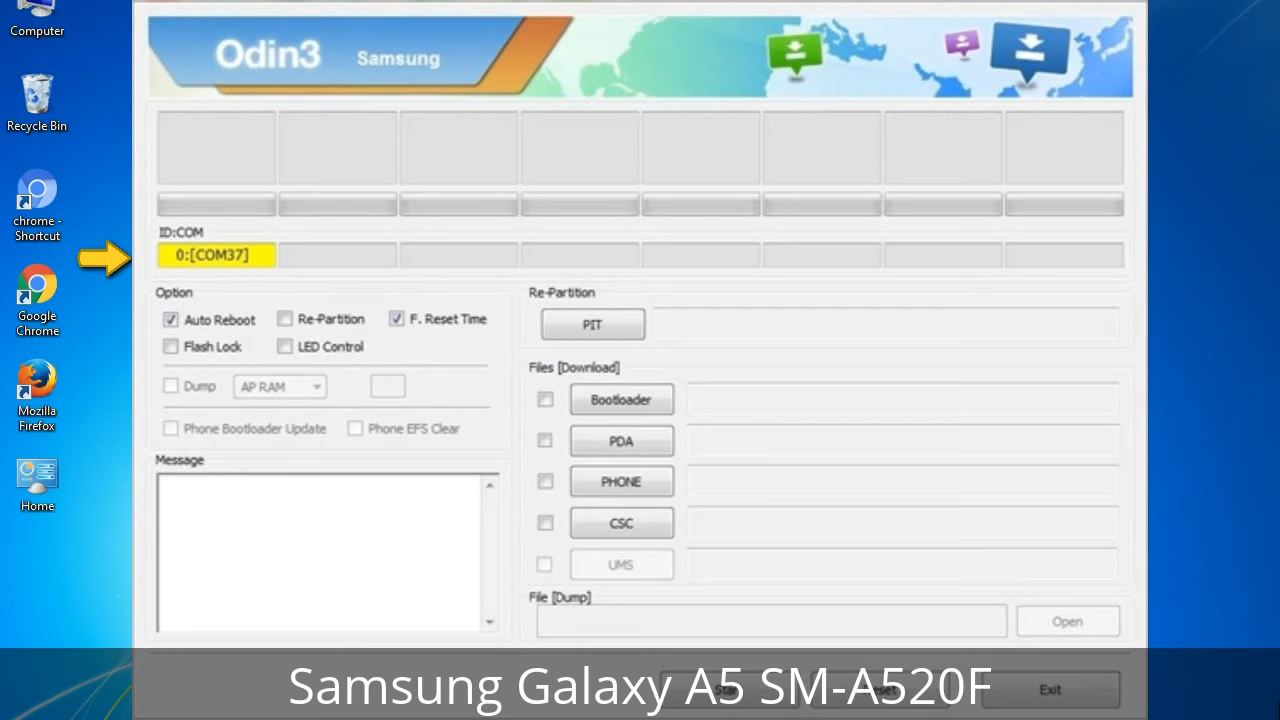 Computer
Recycle Bin
chrome -
Shortcut
Google
Chrome
Mozilla
Firefox
Home
Odin3 Samsung
ID:COM
0:[COM37]
Option
Auto Reboot Re-Partition F. Reset Time
Flash Lock LED Control
Dump AP RAM
Phone Bootloader Update Phone EFS Clear
Message
Re-Partition
PIT
Files [Download]
Bootloader
PDA
PHONE
CSC
UMS
File [Dump]
Open
Start Reset Exit
Samsung Galaxy A5 SM-A520F